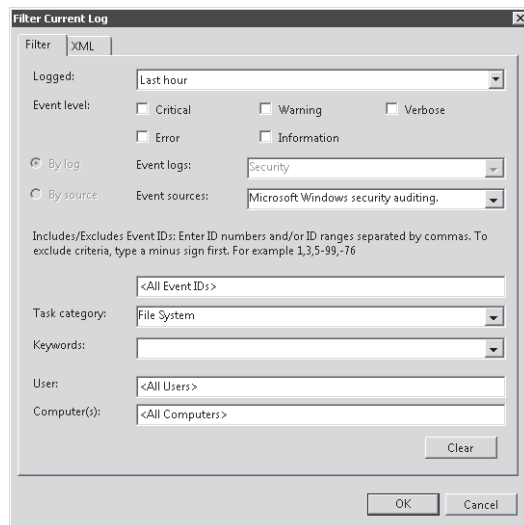 Filter Current Log
Filter XML
Logged: Last hour
Event level: Critical Warning Verbose
Error Information
By log Event logs: Security
By source Event sources: Microsoft Windows security auditing.
Includes/Excludes Event IDs: Enter ID numbers and/or ID ranges separated by commas. To
exclude criteria, type a minus sign first. For example 1,3,5-99,-76
<All Event IDs>
Task category: File System
Keywords:
User: <All Users>
Computer(s): <All Computers>
Clear
OK Cancel